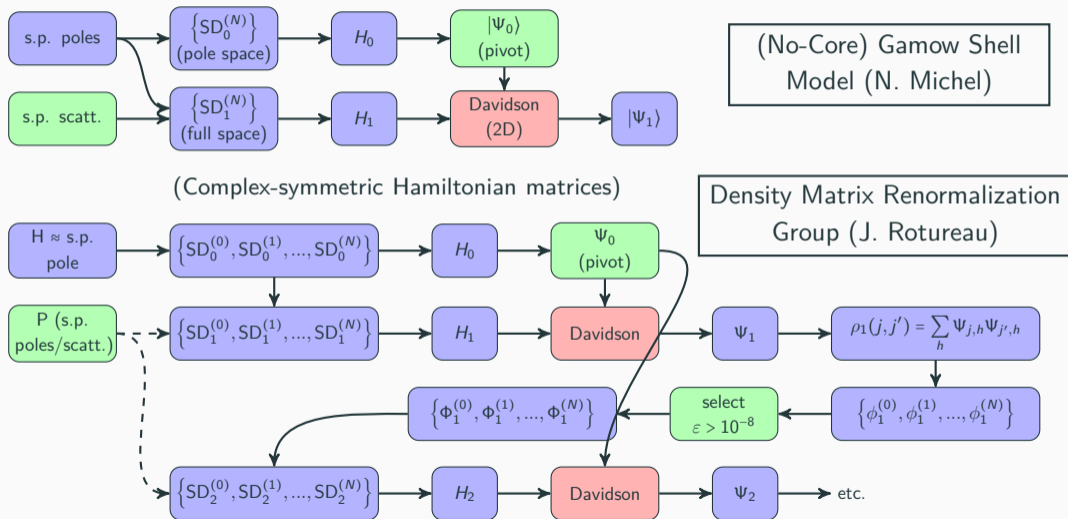 s.p. poles
{SD₀⁽ᴺ⁾}
(pole space)
H₀
|Ψ₀⟩
(pivot)
(No-Core) Gamow Shell
Model (N. Michel)
s.p. scatt.
{SD₁⁽ᴺ⁾}
(full space)
H₁
Davidson
(2D)
|Ψ₁⟩
(Complex-symmetric Hamiltonian matrices)
Density Matrix Renormalization
Group (J. Rotureau)
H ≈ s.p.
pole
{SD₀⁽⁰⁾, SD₀⁽¹⁾, ..., SD₀⁽ᴺ⁾}
H₀
Ψ₀
(pivot)
P (s.p.
poles/scatt.)
{SD₁⁽⁰⁾, SD₁⁽¹⁾, ..., SD₁⁽ᴺ⁾}
H₁
Davidson
Ψ₁
ρ₁(j, j′) = ∑ₕ Ψⱼ,ₕΨⱼ′,ₕ
{Φ₁⁽⁰⁾, Φ₁⁽¹⁾, ..., Φ₁⁽ᴺ⁾}
select
ε > 10⁻⁸
{ϕ₁⁽⁰⁾, ϕ₁⁽¹⁾, ..., ϕ₁⁽ᴺ⁾}
{SD₂⁽⁰⁾, SD₂⁽¹⁾, ..., SD₂⁽ᴺ⁾}
H₂
Davidson
Ψ₂
etc.